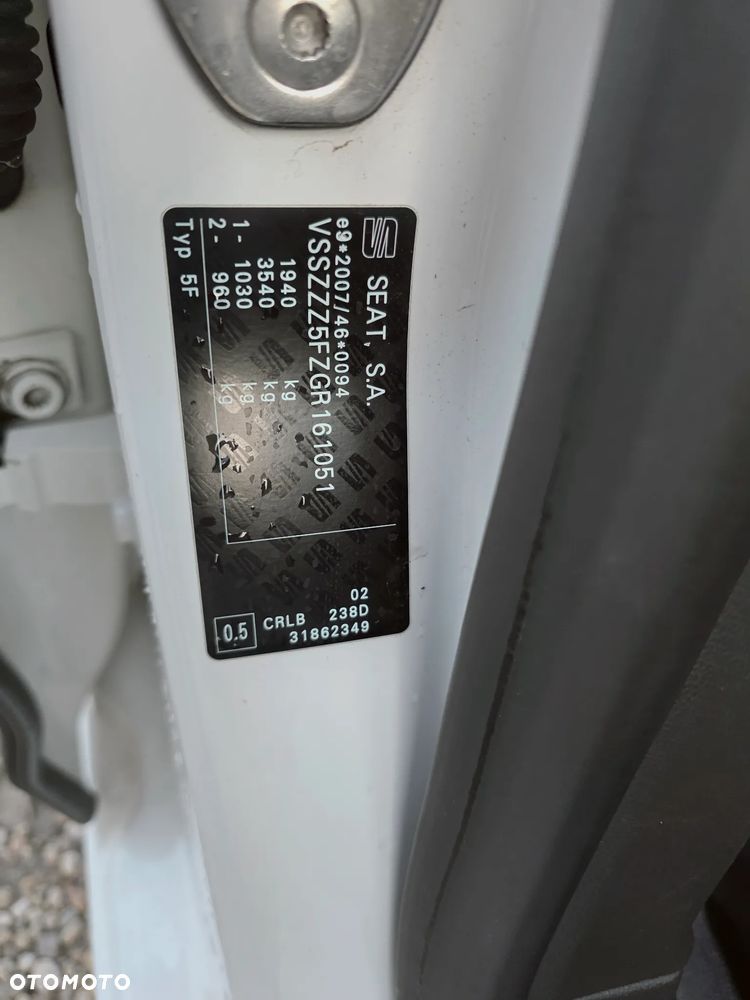 SEAT, S.A.
e9*2007/46*0094
VSSZZZ5FZGR161051
1940 kg
3540 kg
1- 1030 kg
2- 960 kg
Typ 5F
02
238D
CRLB
31862349
0.5
OTOMOTO